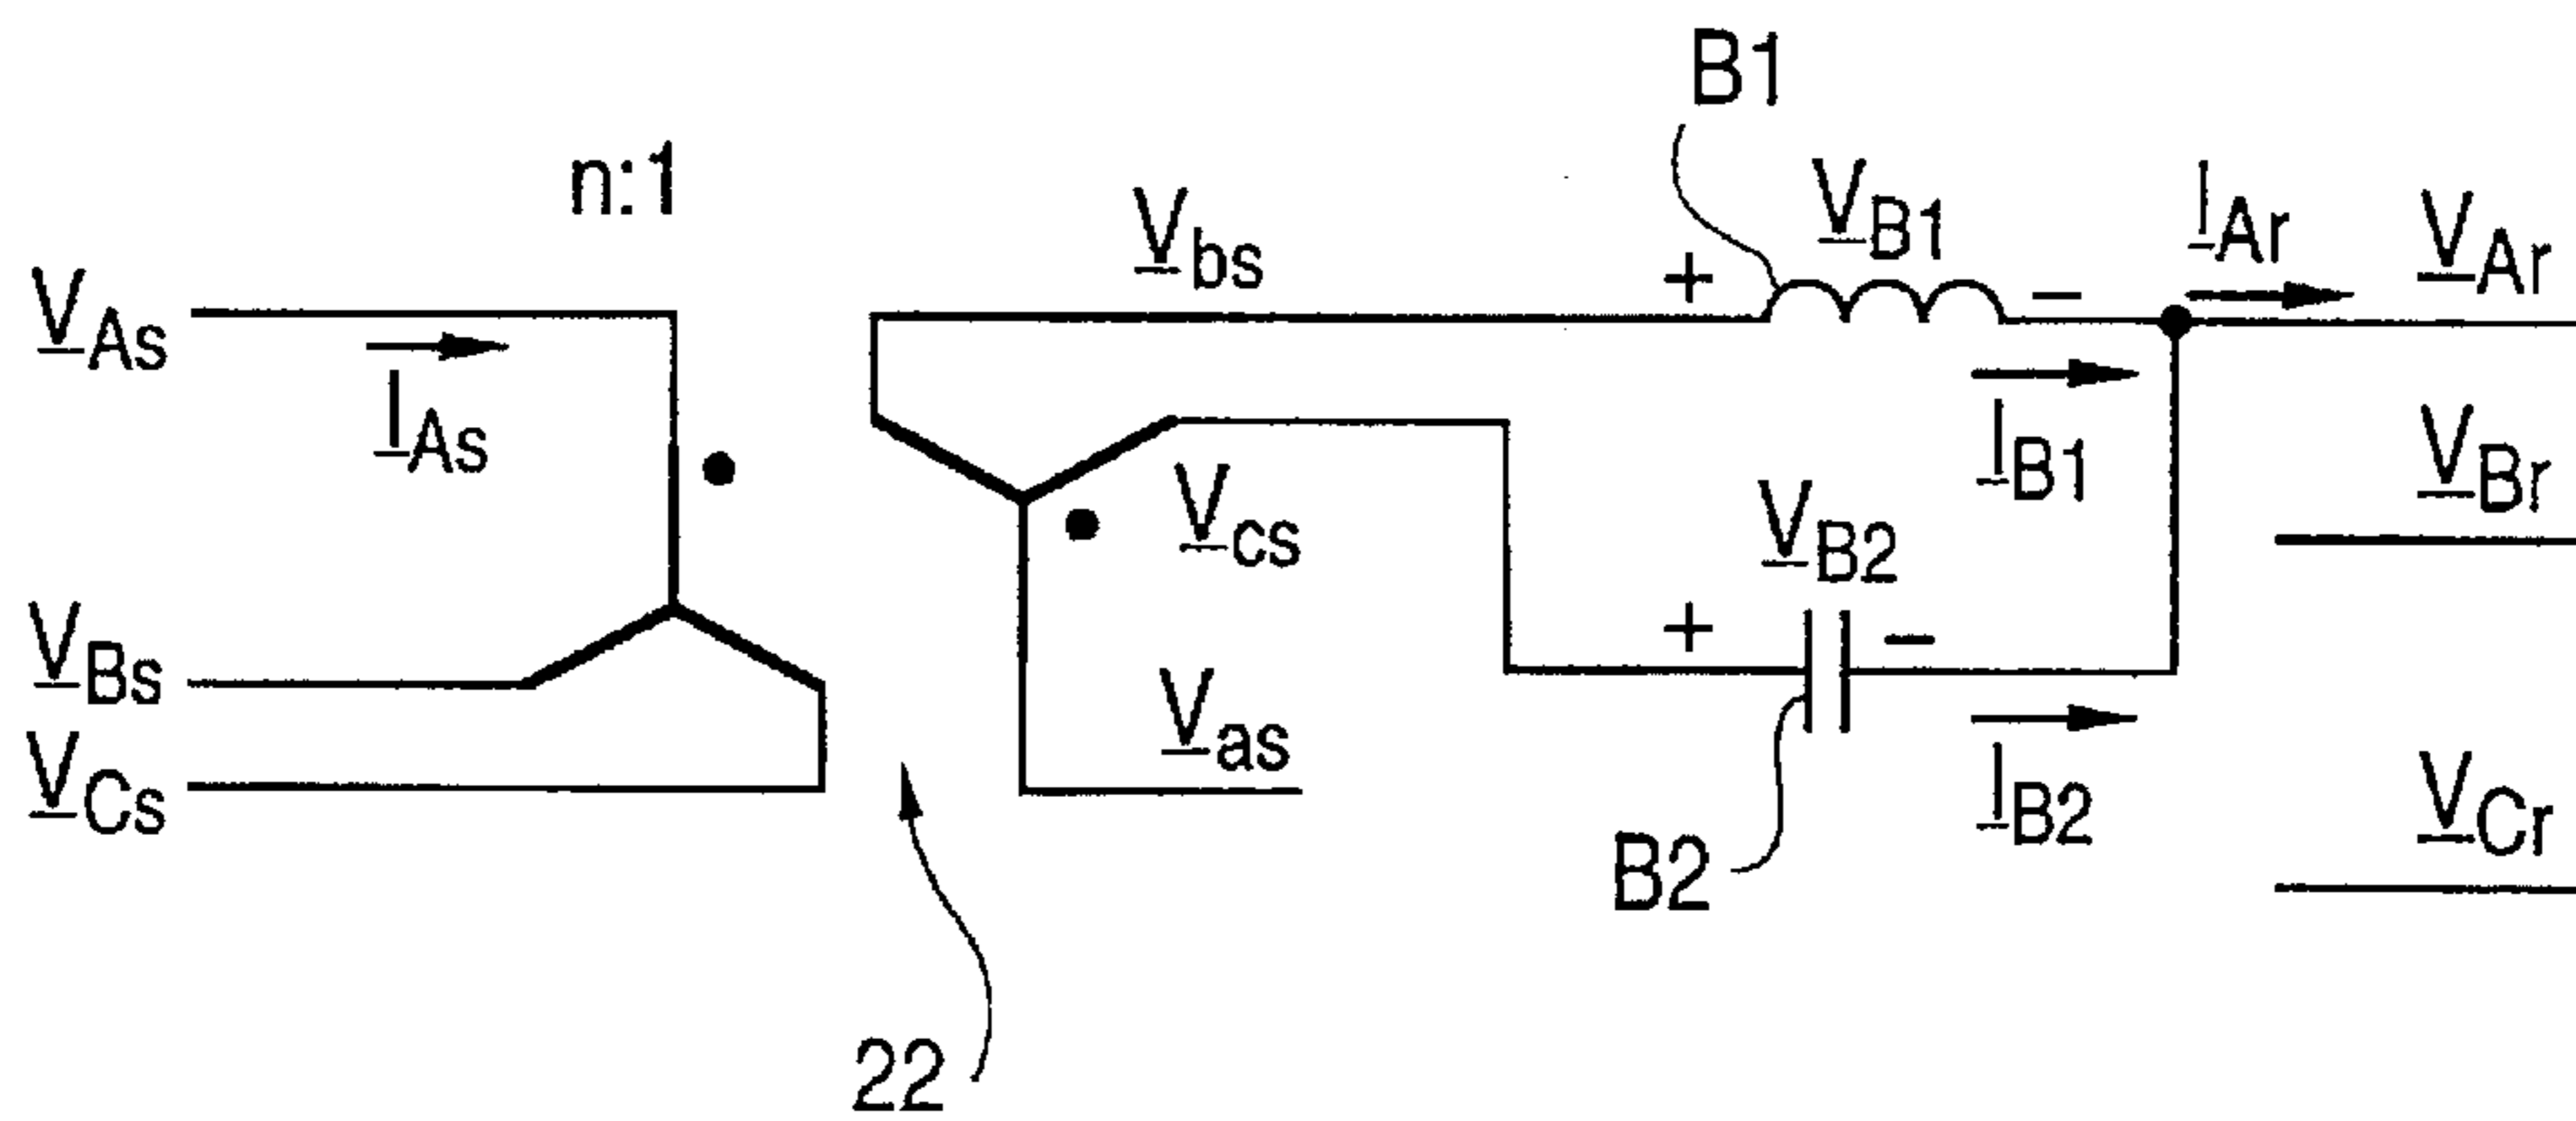 B1
n:1
V_bs
+
V_B1
−
I_Ar
V_Ar
V_As
I_As
I_B1
V_Br
V_cs
V_B2
+
−
V_Bs
V_as
V_Cs
I_B2
V_Cr
B2
22